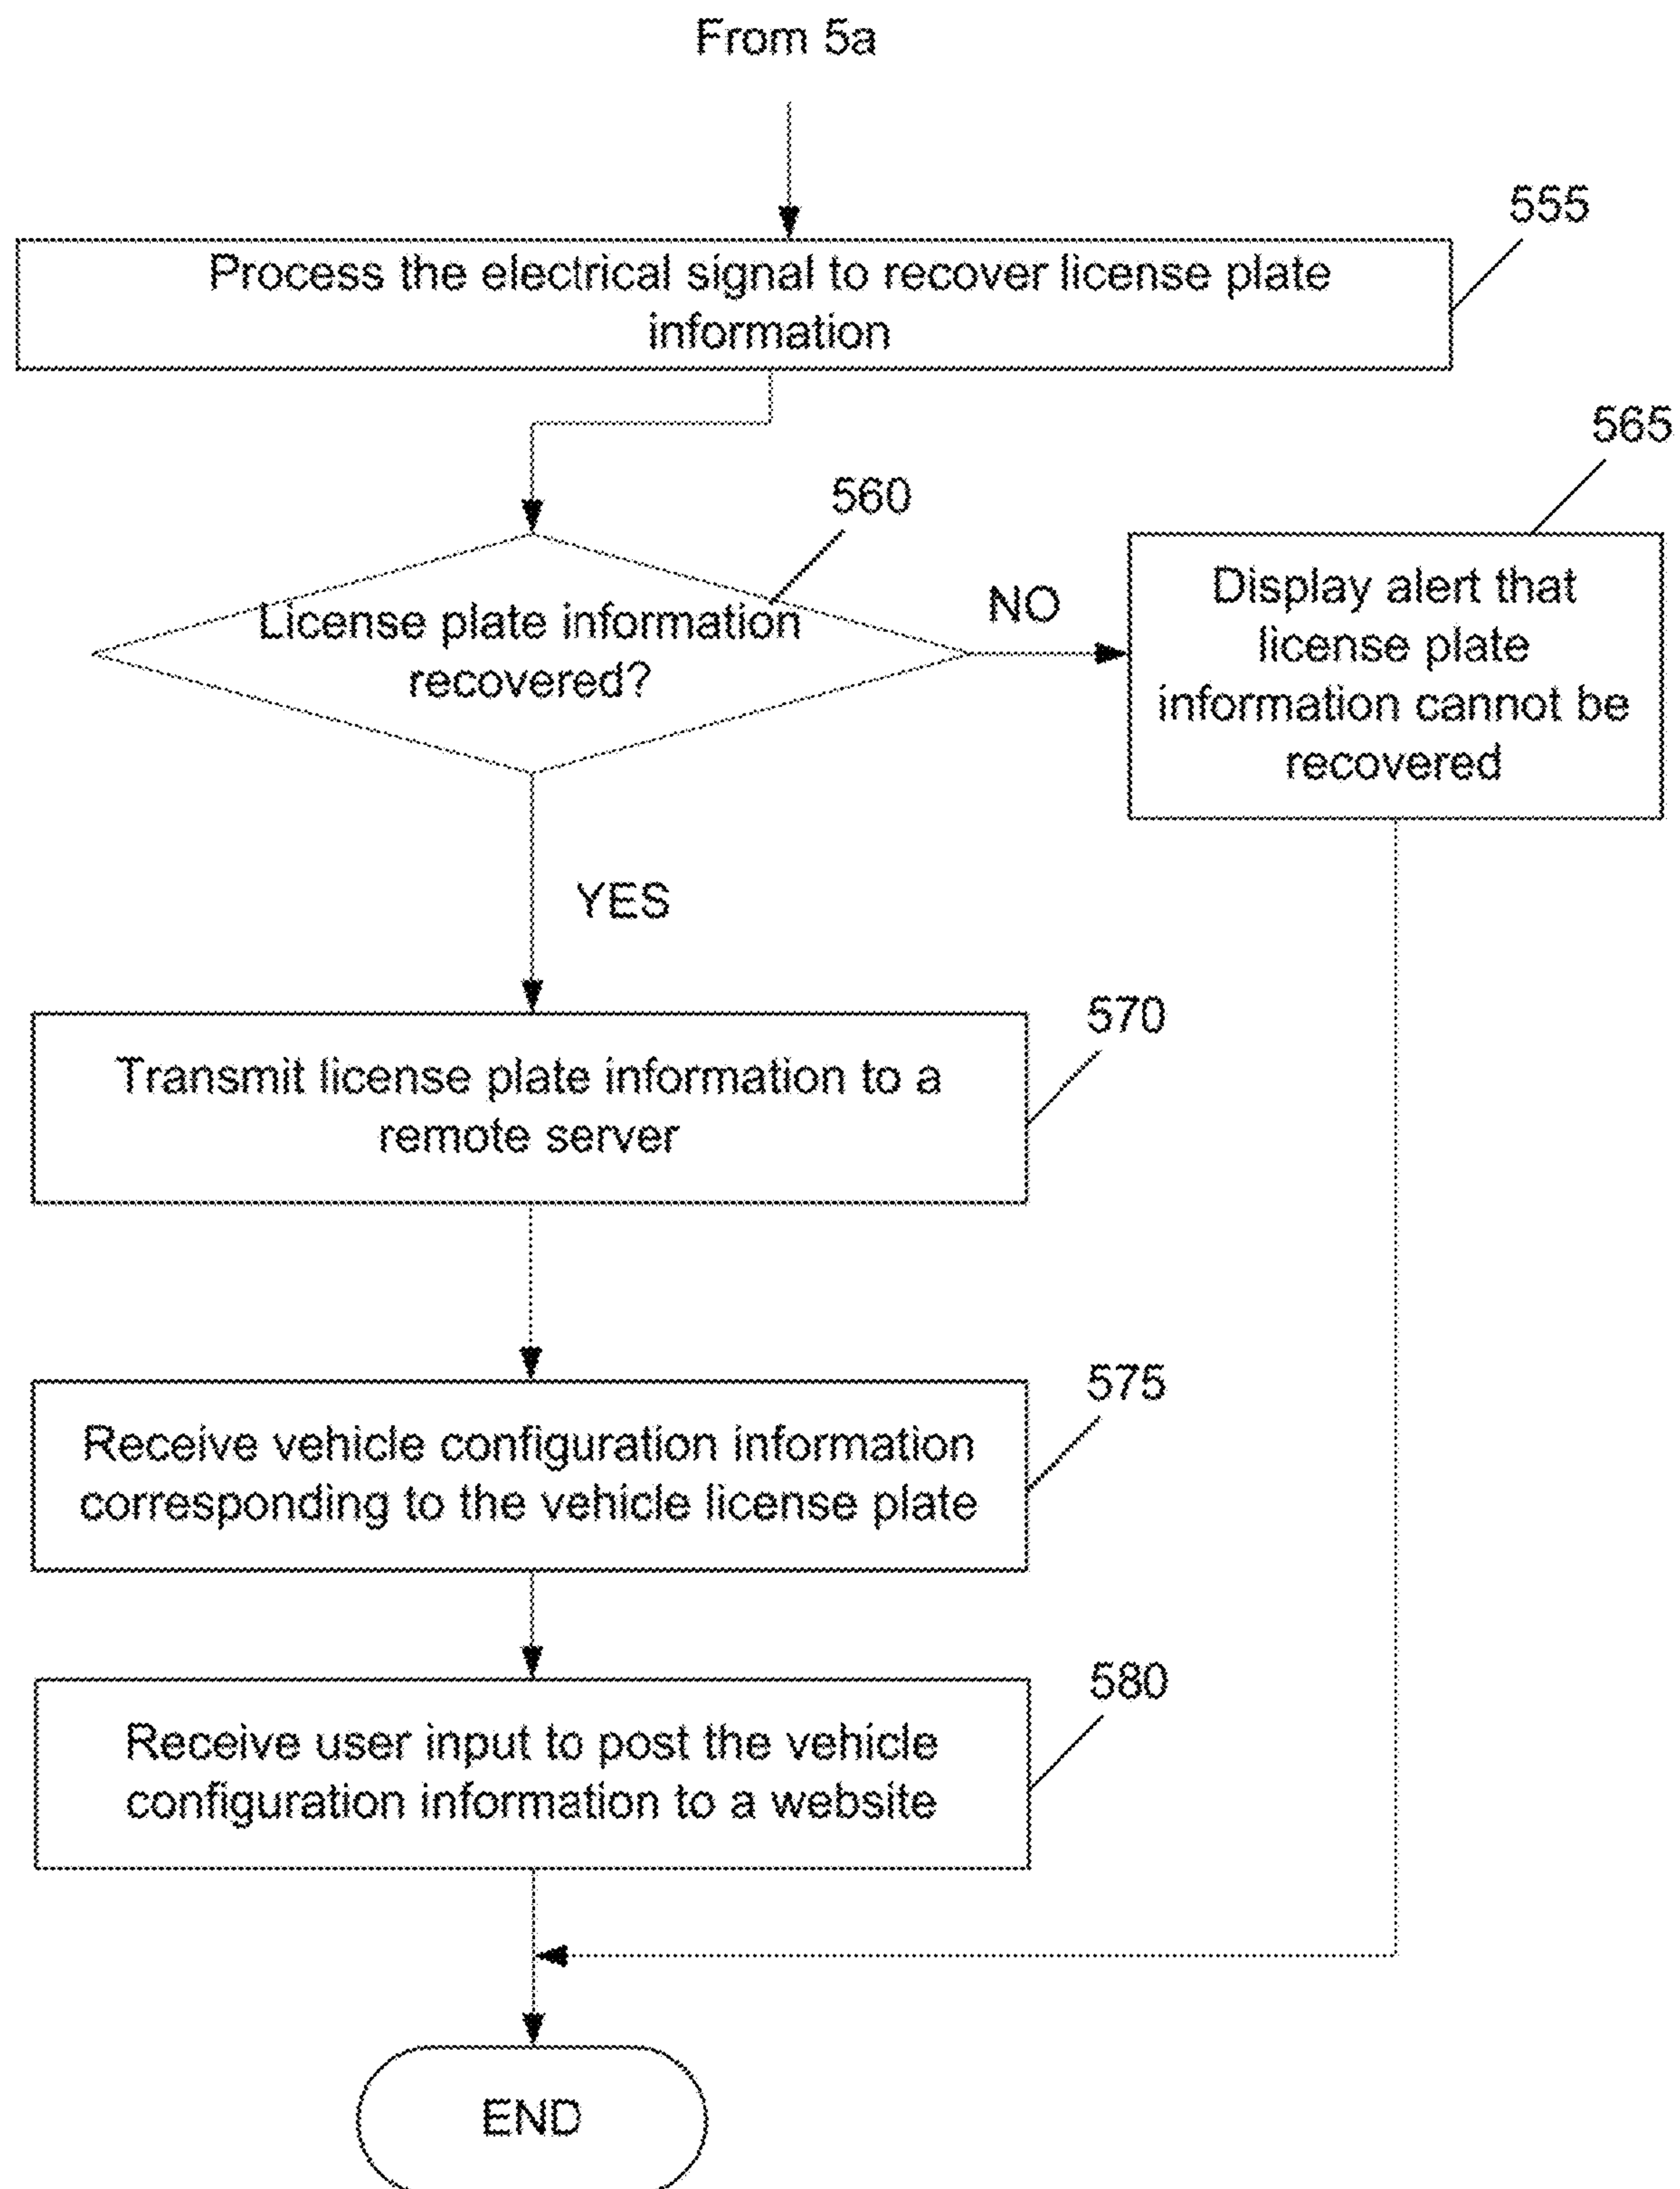 From 5a
555
Process the electrical signal to recover license plate
information
565
560
License plate information
recovered?
NO
Display alert that
license plate
information cannot be
recovered
YES
570
Transmit license plate information to a
remote server
575
Receive vehicle configuration information
corresponding to the vehicle license plate
580
Receive user input to post the vehicle
configuration information to a website
END